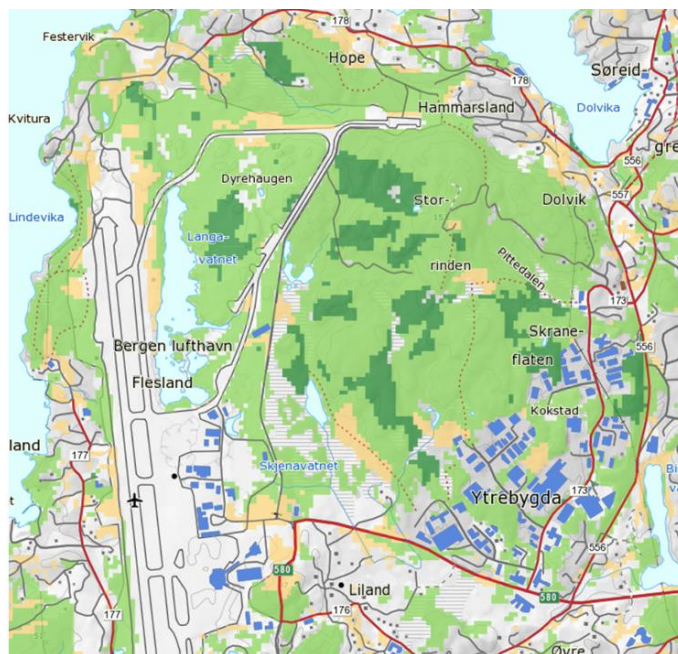 178
Festervik
Hope
Søreid-
178
Hammarsland
Dolvika
Kvitura
556
gre
Dyrehaugen
Stor-
Dolvik
557
Lindevika
Langa-
vatnet
rinden
Pittedalen
173
Bergen lufthavn
Flesland
Skrane-
flaten
556
Kokstad
177
land
Skjenavatnet
Ytrebygda
173
556
580
580
Liland
177
176
Øvre